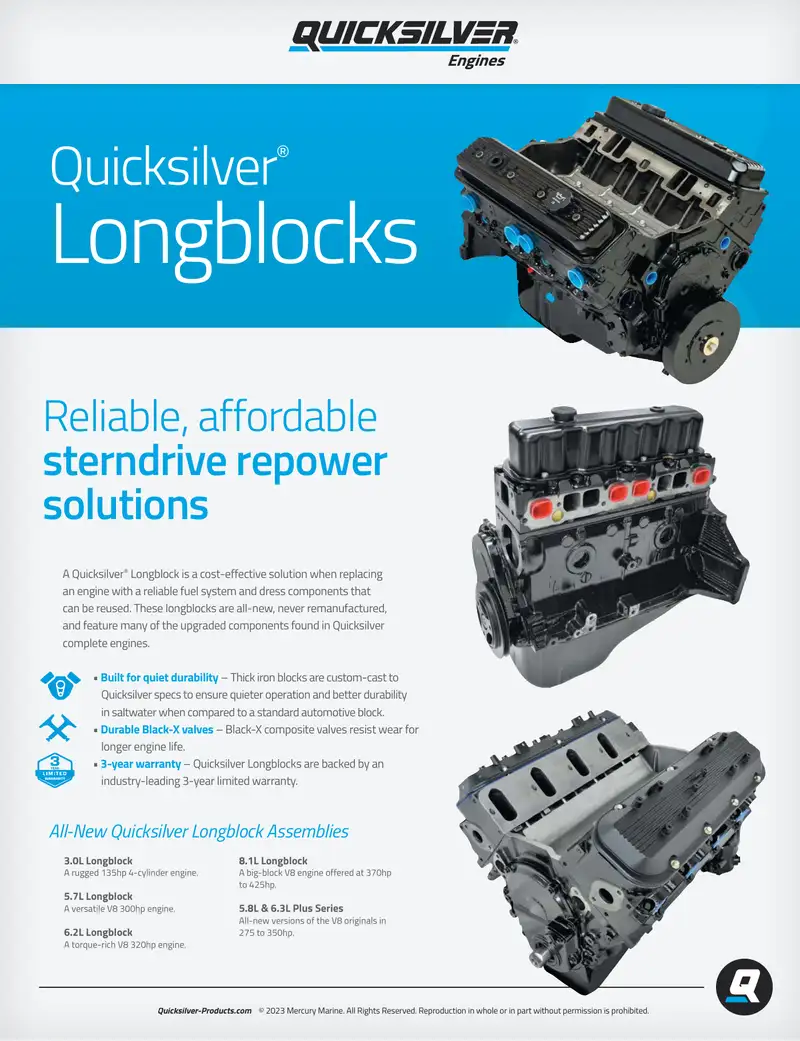 QUICKSILVER®
Engines
Quicksilver®
Longblocks
Reliable, affordable
sterndrive repower
solutions
A Quicksilver® Longblock is a cost-effective solution when replacing
an engine with a reliable fuel system and dress components that
can be reused. These longblocks are all-new, never remanufactured,
and feature many of the upgraded components found in Quicksilver
complete engines.
• Built for quiet durability – Thick iron blocks are custom-cast to
Quicksilver specs to ensure quieter operation and better durability
in saltwater when compared to a standard automotive block.
• Durable Black-X valves – Black-X composite valves resist wear for
longer engine life.
3
YEAR
LIMITED
WARRANTY
• 3-year warranty – Quicksilver Longblocks are backed by an
industry-leading 3-year limited warranty.
All-New Quicksilver Longblock Assemblies
3.0L Longblock
A rugged 135hp 4-cylinder engine.
5.7L Longblock
A versatile V8 300hp engine.
6.2L Longblock
A torque-rich V8 320hp engine.
8.1L Longblock
A big-block V8 engine offered at 370hp
to 425hp.
5.8L & 6.3L Plus Series
All-new versions of the V8 originals in
275 to 350hp.
Q
Quicksilver-Products.com © 2023 Mercury Marine. All Rights Reserved. Reproduction in whole or in part without permission is prohibited.